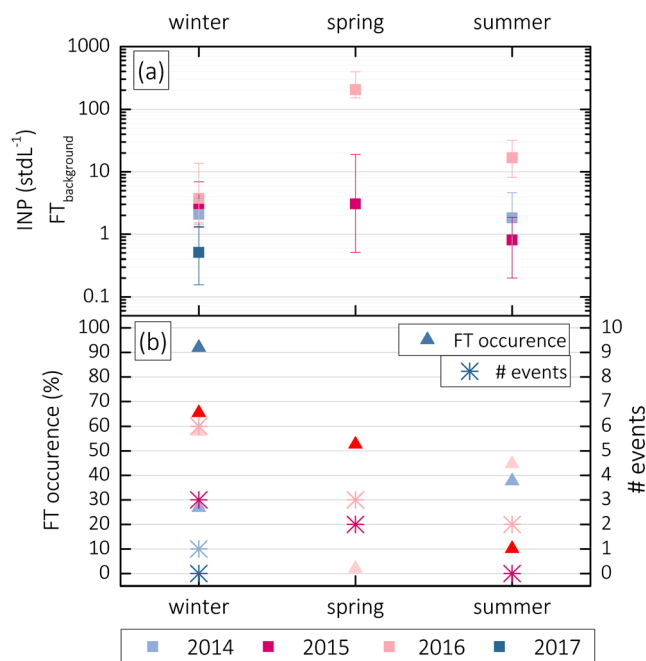 winter spring summer
(a)
1000
100
10
1
0.1
INP (stdL⁻¹)
FT_background
(b)
FT occurence
# events
100
90
80
70
60
50
40
30
20
10
0
FT occurence (%)
10
9
8
7
6
5
4
3
2
1
0
# events
winter spring summer
2014 2015 2016 2017